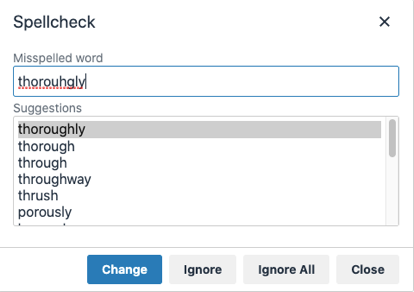 Spellcheck
Misspelled word
thorouhgly
Suggestions
thoroughly
thorough
through
throughway
thrush
porously
Change Ignore Ignore All Close